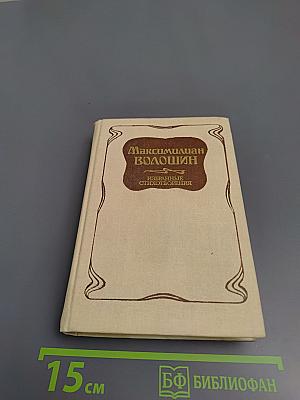 Максимилиан
ВОЛОШИН
ИЗБРАННЫЕ
СТИХОТВОРЕНИЯ
15 см
БФ БИБЛИОФАН